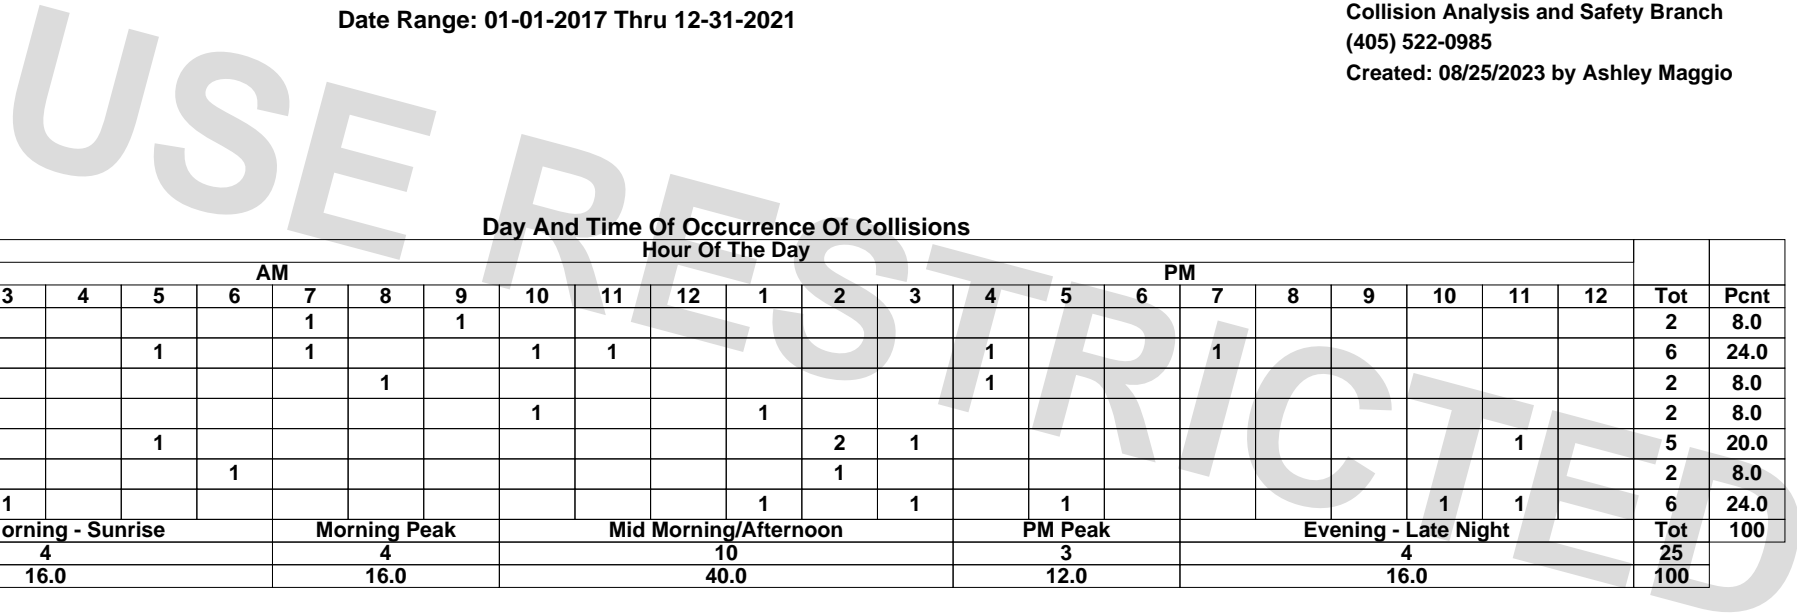 Date Range: 01-01-2017 Thru 12-31-2021
Collision Analysis and Safety Branch
(405) 522-0985
Created: 08/25/2023 by Ashley Maggio
USE RESTRICTED
Day And Time Of Occurrence Of Collisions
Hour Of The Day
AM PM
3 4 5 6 7 8 9 10 11 12 1 2 3 4 5 6 7 8 9 10 11 12 Tot Pcnt
1 1 2 8.0
1 1 1 1 1 1 6 24.0
1 1 2 8.0
1 1 2 8.0
1 2 1 1 5 20.0
1 1 2 8.0
1 1 1 1 1 1 6 24.0
orning - Sunrise Morning Peak Mid Morning/Afternoon PM Peak Evening - Late Night Tot 100
4 4 10 3 4 25
16.0 16.0 40.0 12.0 16.0 100